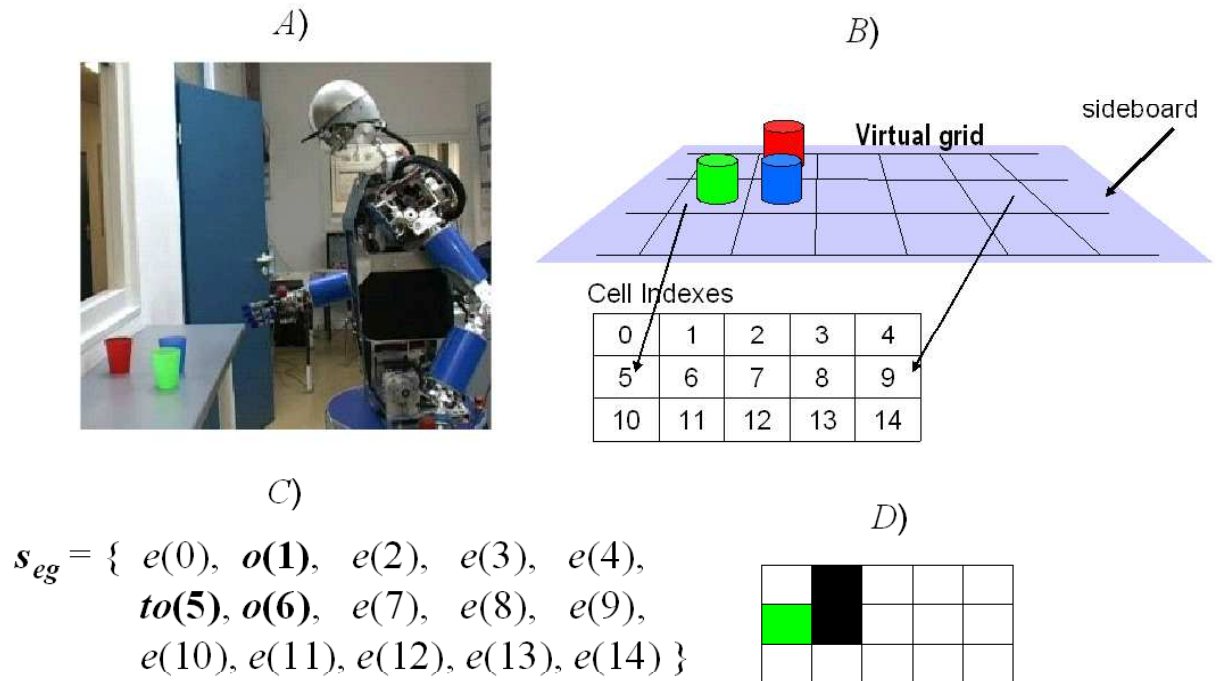 A)
B)
sideboard
Virtual grid
Cell Indexes
0 1 2 3 4
5 6 7 8 9
10 11 12 13 14
C)
s_eg = { e(0), o(1), e(2), e(3), e(4),
to(5), o(6), e(7), e(8), e(9),
e(10), e(11), e(12), e(13), e(14) }
D)